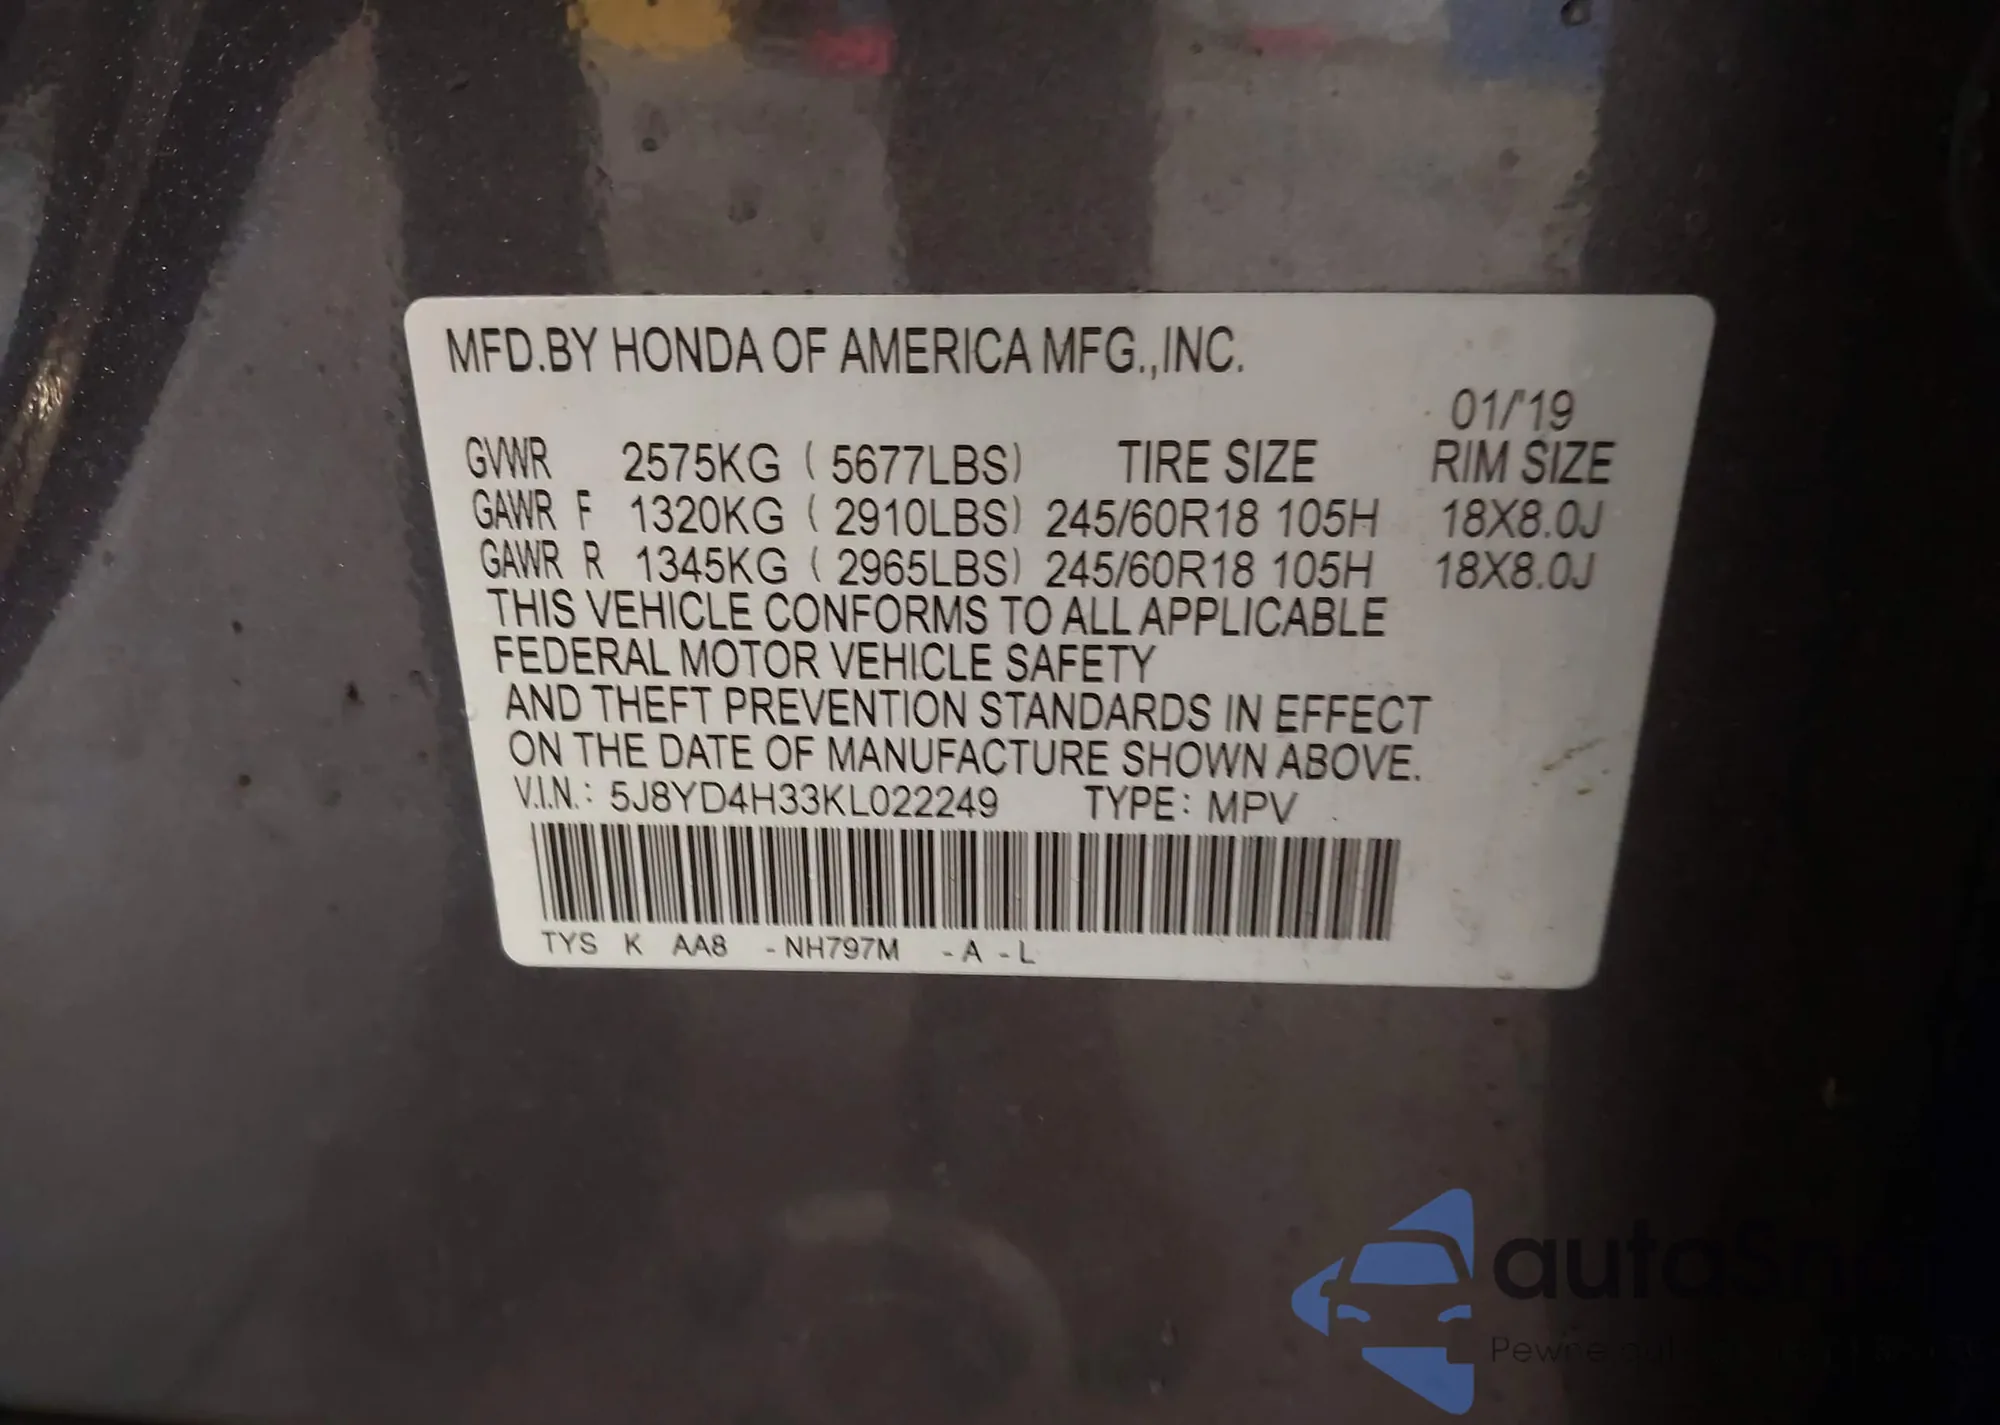 MFD.BY HONDA OF AMERICA MFG.,INC.
01/'19
GVWR 2575KG ( 5677LBS) TIRE SIZE RIM SIZE
GAWR F 1320KG ( 2910LBS) 245/60R18 105H 18X8.0J
GAWR R 1345KG ( 2965LBS) 245/60R18 105H 18X8.0J
THIS VEHICLE CONFORMS TO ALL APPLICABLE
FEDERAL MOTOR VEHICLE SAFETY
AND THEFT PREVENTION STANDARDS IN EFFECT
ON THE DATE OF MANUFACTURE SHOWN ABOVE.
V.I.N.: 5J8YD4H33KL022249 TYPE: MPV
TYS K AA8 -NH797M -A -L
Pewne